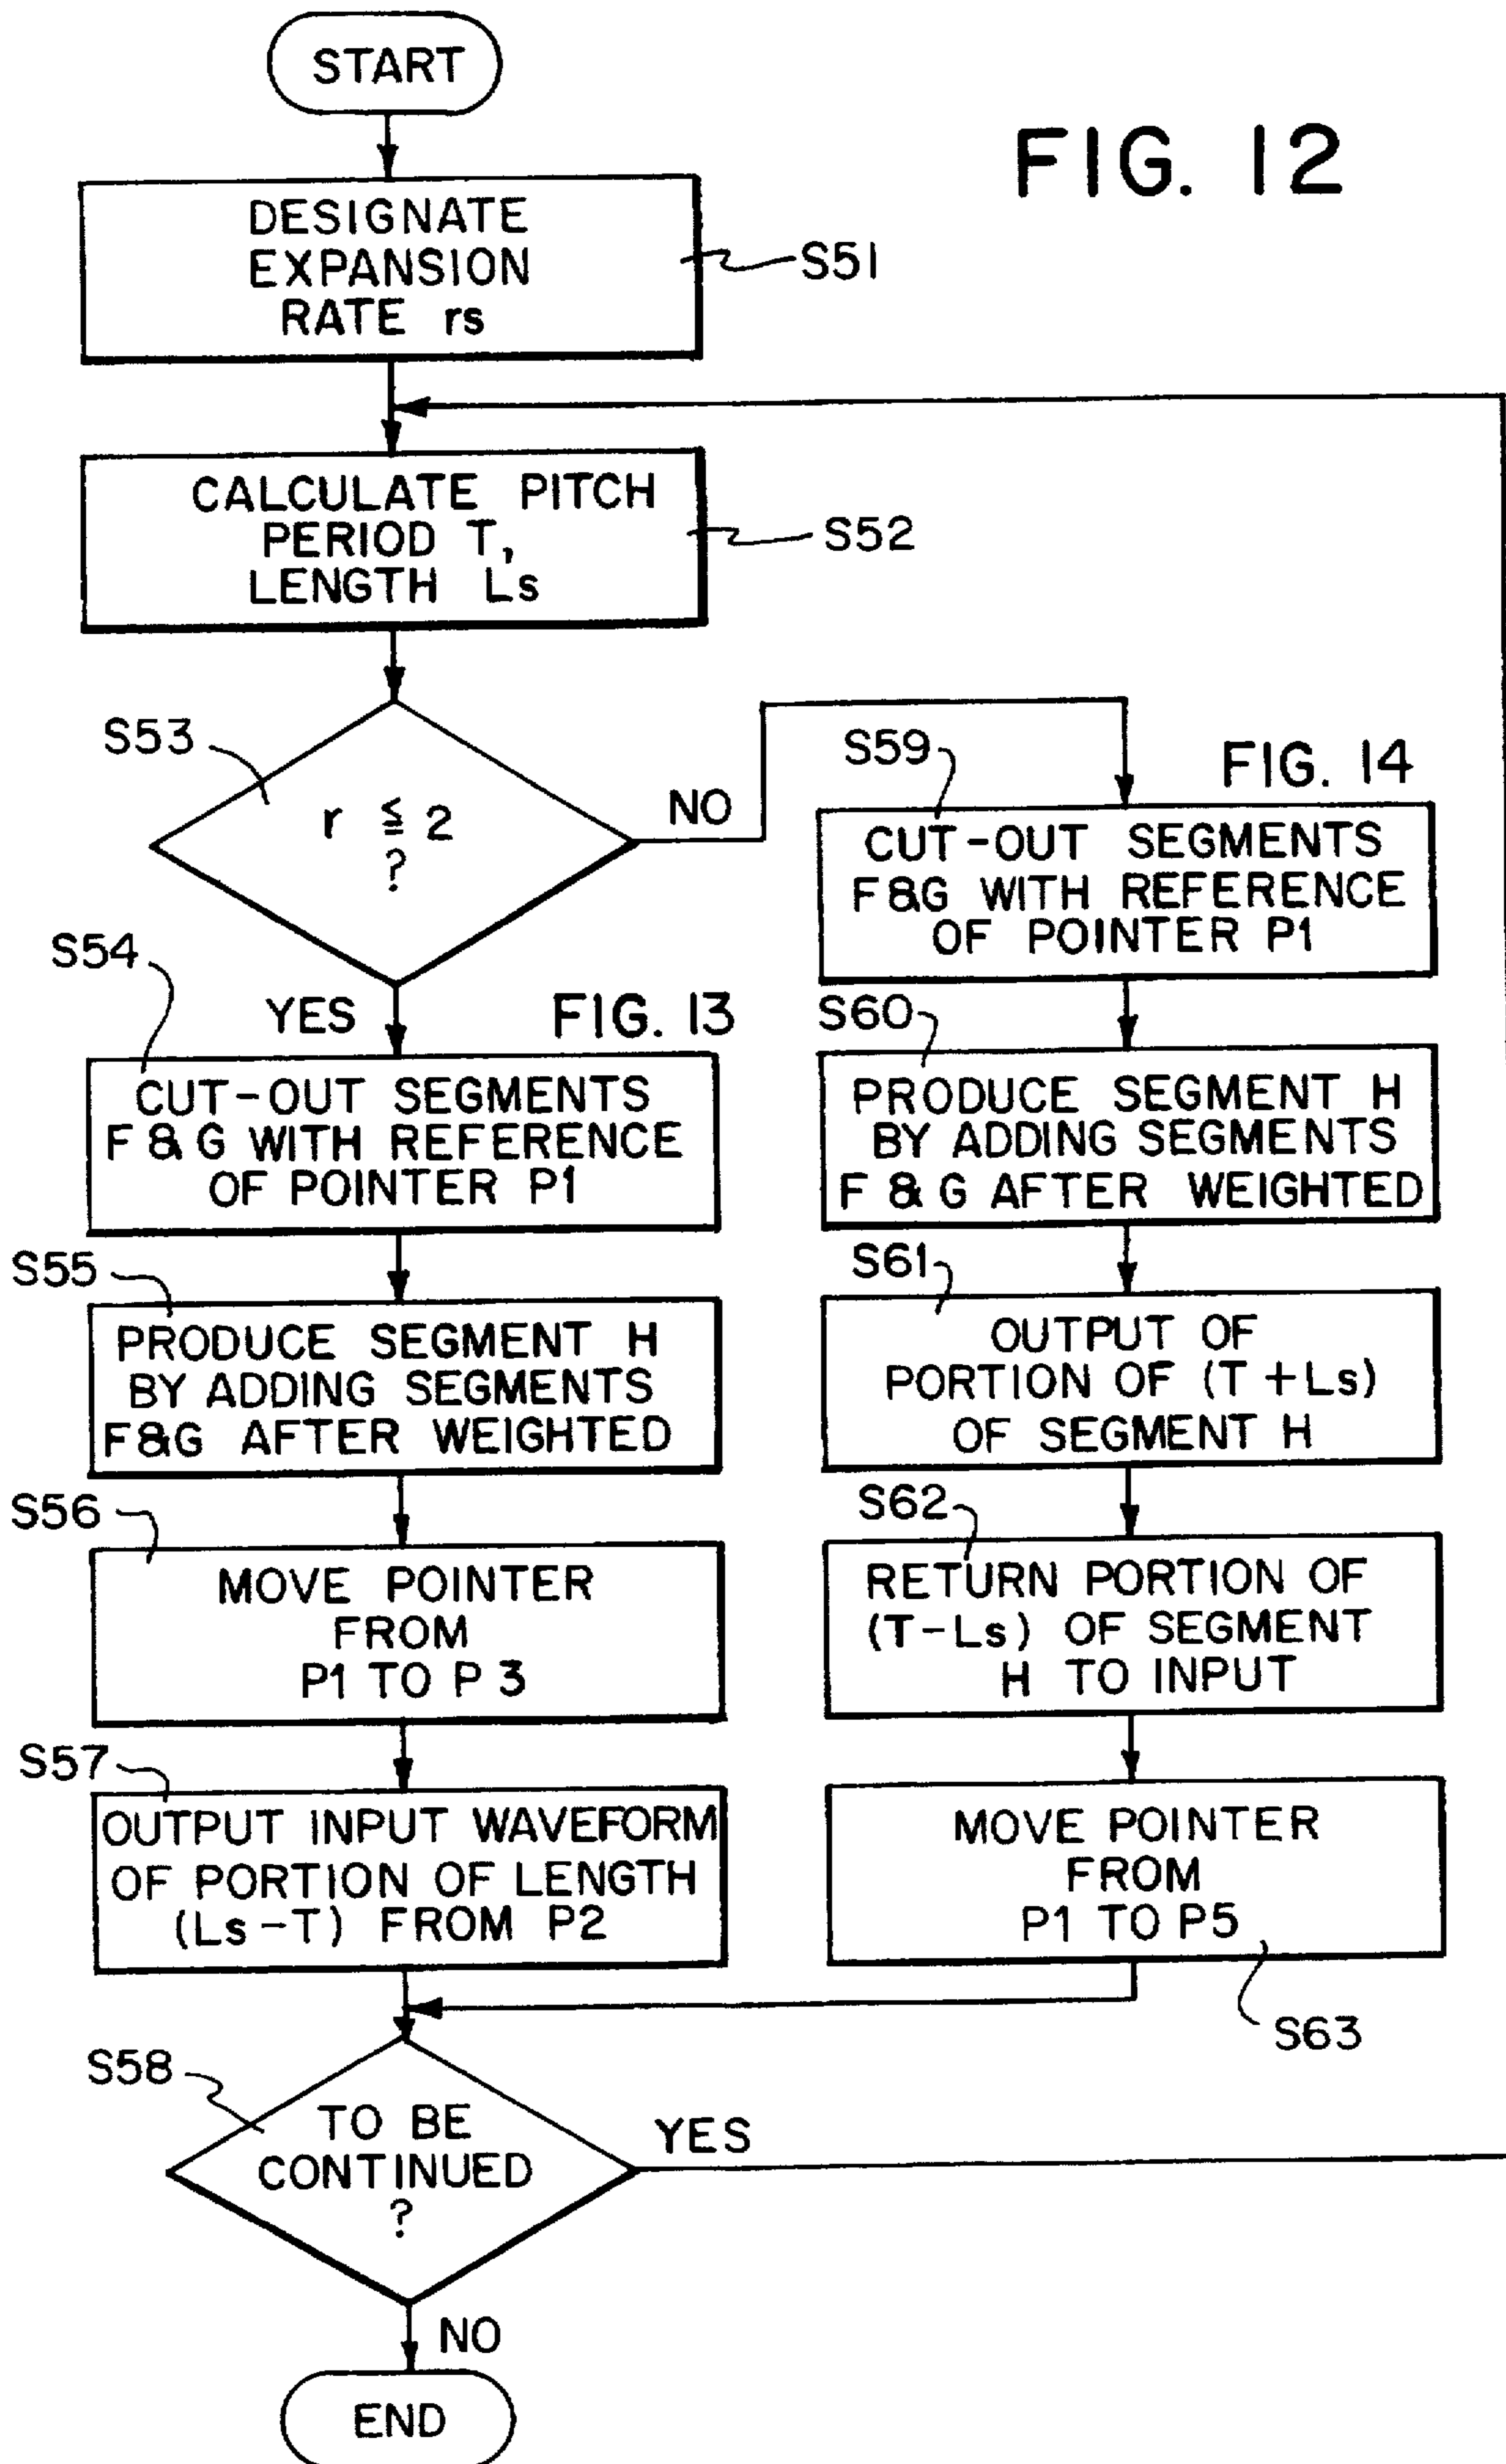 START
FIG. 12
DESIGNATE
EXPANSION
RATE rs
S51
CALCULATE PITCH
PERIOD T,
LENGTH Ls
S52
S53
r ≦ 2
?
NO
YES
FIG. 13
S54
CUT-OUT SEGMENTS
F & G WITH REFERENCE
OF POINTER P1
S55
PRODUCE SEGMENT H
BY ADDING SEGMENTS
F&G AFTER WEIGHTED
S56
MOVE POINTER
FROM
P1 TO P3
S57
OUTPUT INPUT WAVEFORM
OF PORTION OF LENGTH
(Ls-T) FROM P2
S59
FIG. 14
CUT-OUT SEGMENTS
F&G WITH REFERENCE
OF POINTER P1
S60
PRODUCE SEGMENT H
BY ADDING SEGMENTS
F & G AFTER WEIGHTED
S61
OUTPUT OF
PORTION OF (T+Ls)
OF SEGMENT H
S62
RETURN PORTION OF
(T-Ls) OF SEGMENT
H TO INPUT
MOVE POINTER
FROM
P1 TO P5
S63
S58
TO BE
CONTINUED
?
YES
NO
END